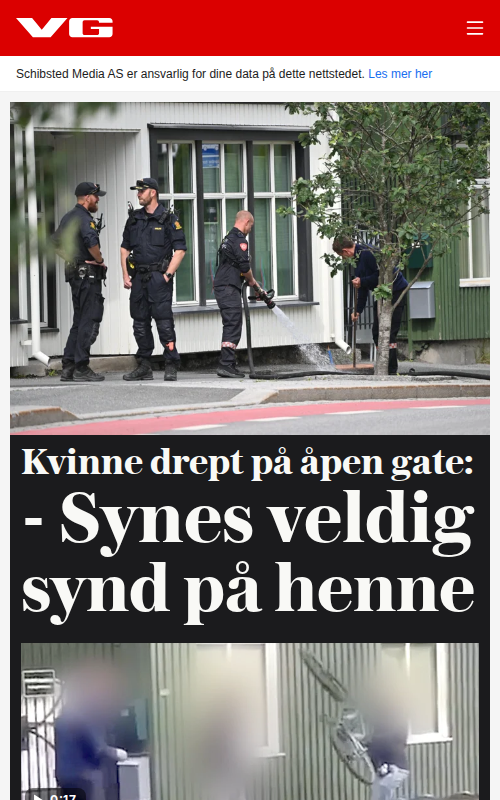 VG
Schibsted Media AS er ansvarlig for dine data på dette nettstedet. Les mer her
Kvinne drept på åpen gate:
- Synes veldig
synd på henne
0:17